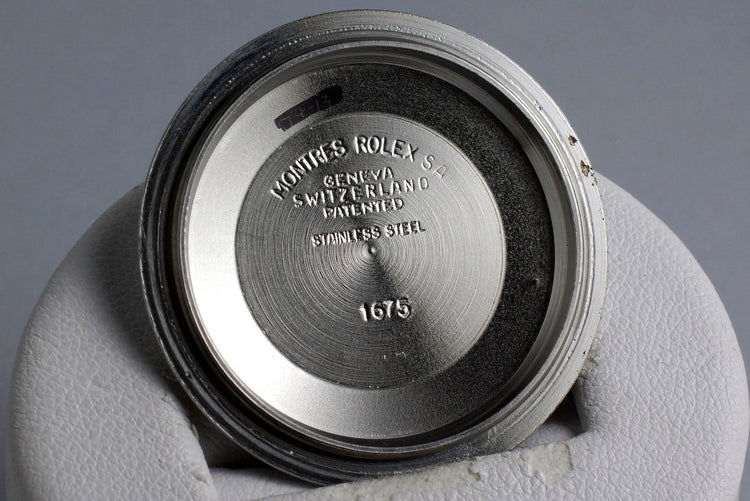 MONTRES ROLEX SA
GENEVA
SWITZERLAND
PATENTED
STAINLESS STEEL
1675